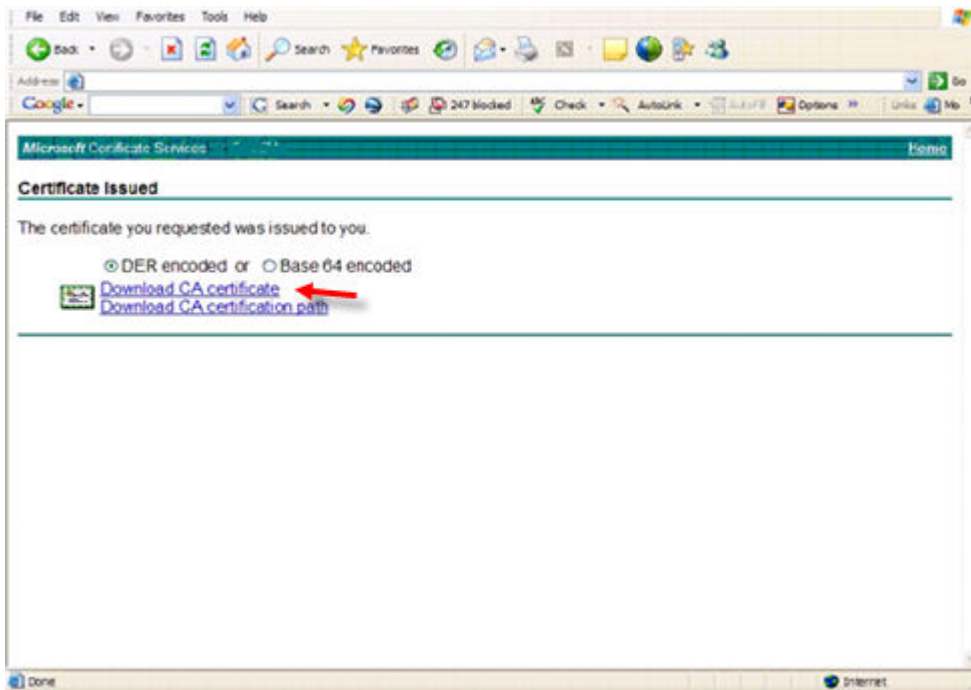 File Edit View Favorites Tools Help
Back Search Favorites
Address Go
Google Search 247 blocked Check AutoLink AutoFill Options Links
Microsoft Certificate Services Home
Certificate Issued
The certificate you requested was issued to you.
DER encoded or Base 64 encoded
Download CA certificate
Download CA certification path
Done Internet